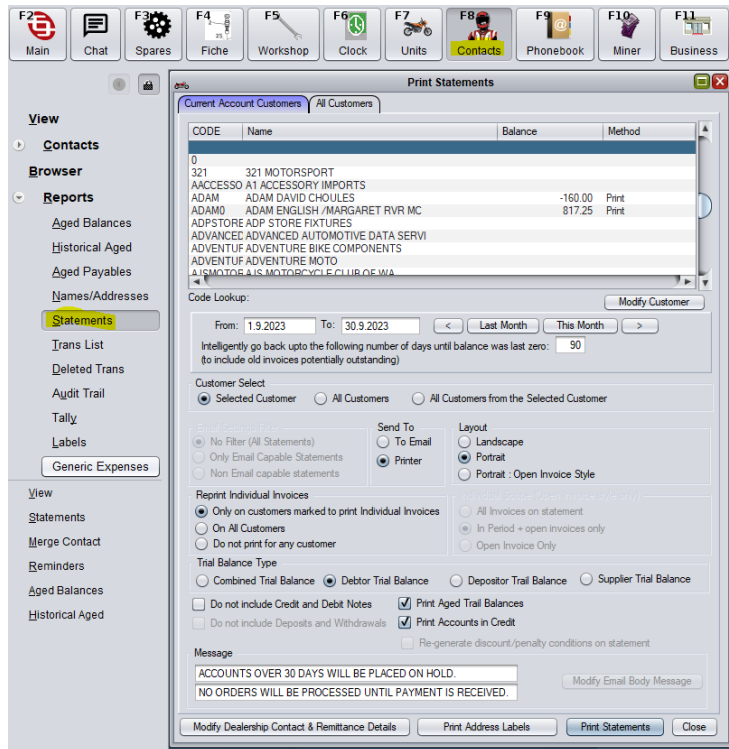 F2 F3 F4 F5 F6 F7 F8 F9 F10 F11
Main Chat Spares Fiche Workshop Clock Units Contacts Phonebook Miner Business
View
Contacts
Browser
Reports
Aged Balances
Historical Aged
Aged Payables
Names/Addresses
Statements
Trans List
Deleted Trans
Audit Trail
Tally
Labels
Generic Expenses
View
Statements
Merge Contact
Reminders
Aged Balances
Historical Aged
Print Statements
Current Account Customers All Customers
CODE Name Balance Method
0
321 321 MOTORSPORT
AACCESSO A1 ACCESSORY IMPORTS
ADAM ADAM DAVID CHOULES -160.00 Print
ADAM0 ADAM ENGLISH /MARGARET RVR MC 817.25 Print
ADPSTORE ADP STORE FIXTURES
ADVANCED ADVANCED AUTOMOTIVE DATA SERVI
ADVENTUF ADVENTURE BIKE COMPONENTS
ADVENTUF ADVENTURE MOTO
AJSMOTOF AJS MOTORCYCLE CLUB OF WA
Code Lookup:
Modify Customer
From: 1.9.2023 To: 30.9.2023 < Last Month This Month >
Intelligently go back upto the following number of days until balance was last zero: 90
(to include old invoices potentially outstanding)
Customer Select
Selected Customer All Customers All Customers from the Selected Customer
Email Settings Filter
No Filter (All Statements)
Only Email Capable Statements
Non Email capable statements
Send To
To Email
Printer
Layout
Landscape
Portrait
Portrait : Open Invoice Style
Reprint Individual Invoices
Only on customers marked to print Individual Invoices
On All Customers
Do not print for any customer
All Invoices on statement
In Period + open invoices only
Open Invoice Only
Trial Balance Type
Combined Trial Balance Debtor Trial Balance Depositor Trail Balance Supplier Trial Balance
Do not include Credit and Debit Notes Print Aged Trail Balances
Do not include Deposits and Withdrawals Print Accounts in Credit
Re-generate discount/penalty conditions on statement
Message
ACCOUNTS OVER 30 DAYS WILL BE PLACED ON HOLD.
NO ORDERS WILL BE PROCESSED UNTIL PAYMENT IS RECEIVED.
Modify Email Body Message
Modify Dealership Contact & Remittance Details Print Address Labels Print Statements Close